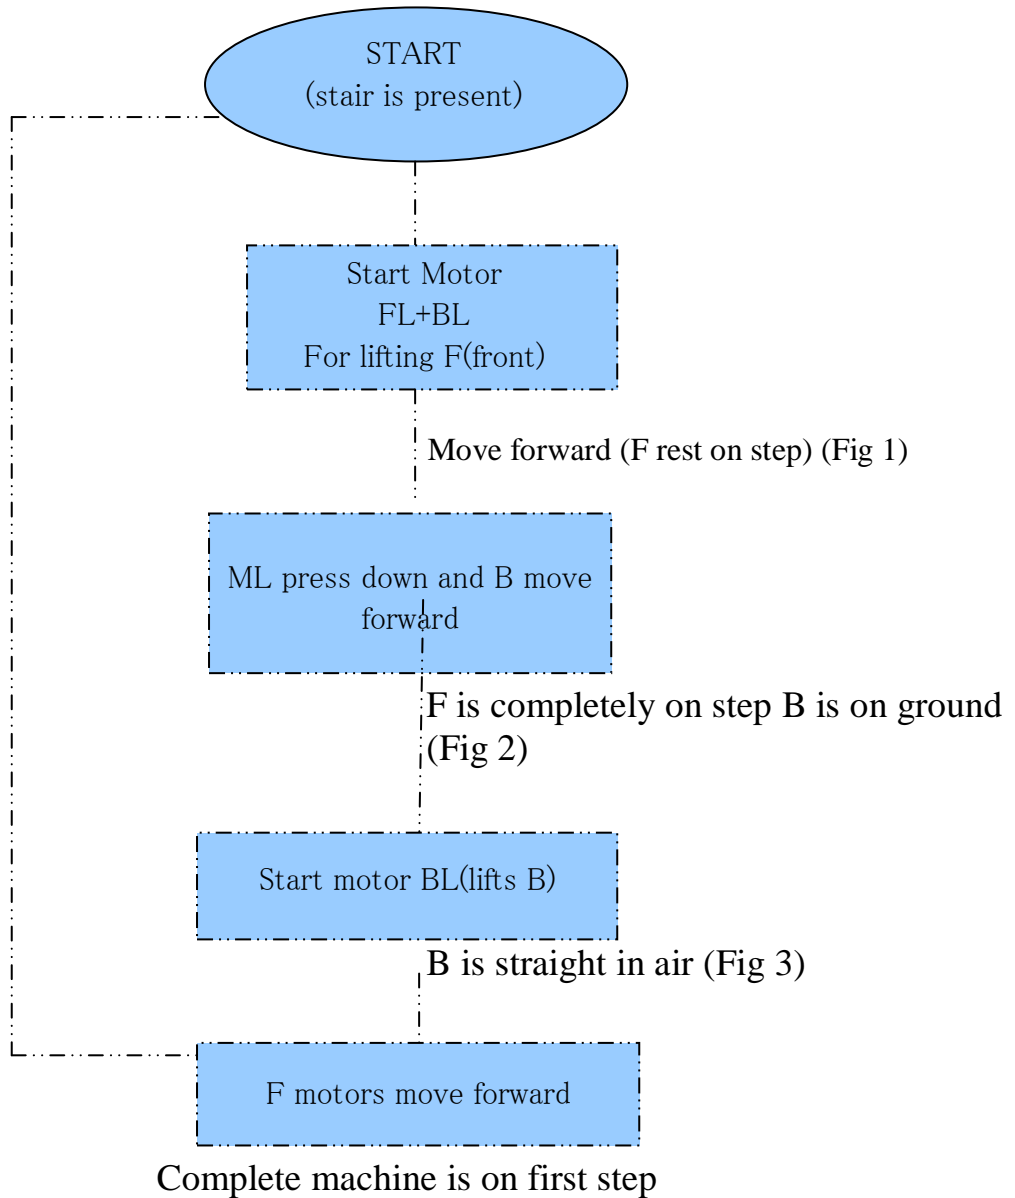 START
(stair is present)
Start Motor
FL+BL
For lifting F(front)
Move forward (F rest on step) (Fig 1)
ML press down and B move
forward
F is completely on step B is on ground
(Fig 2)
Start motor BL(lifts B)
B is straight in air (Fig 3)
F motors move forward
Complete machine is on first step